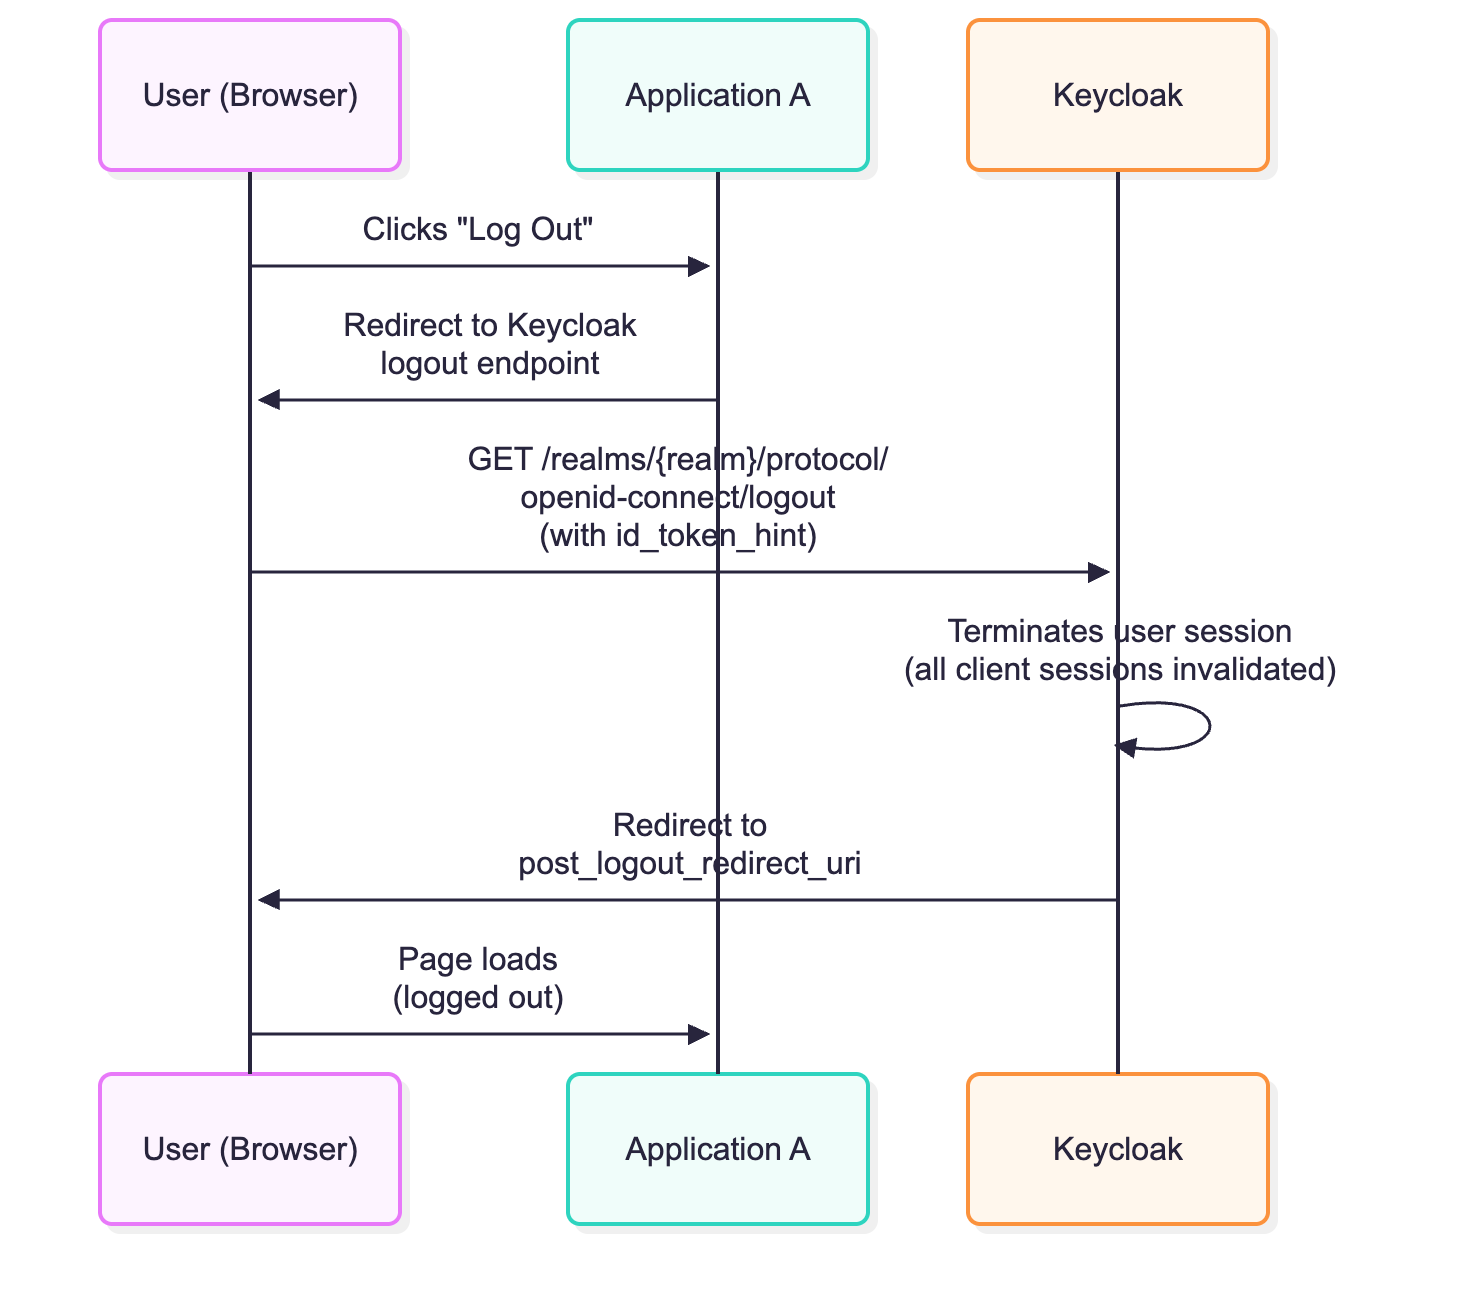 User (Browser)
Application A
Keycloak
Clicks "Log Out"
Redirect to Keycloak
logout endpoint
GET /realms/{realm}/protocol/
openid-connect/logout
(with id_token_hint)
Terminates user session
(all client sessions invalidated)
Redirect to
post_logout_redirect_uri
Page loads
(logged out)
User (Browser)
Application A
Keycloak